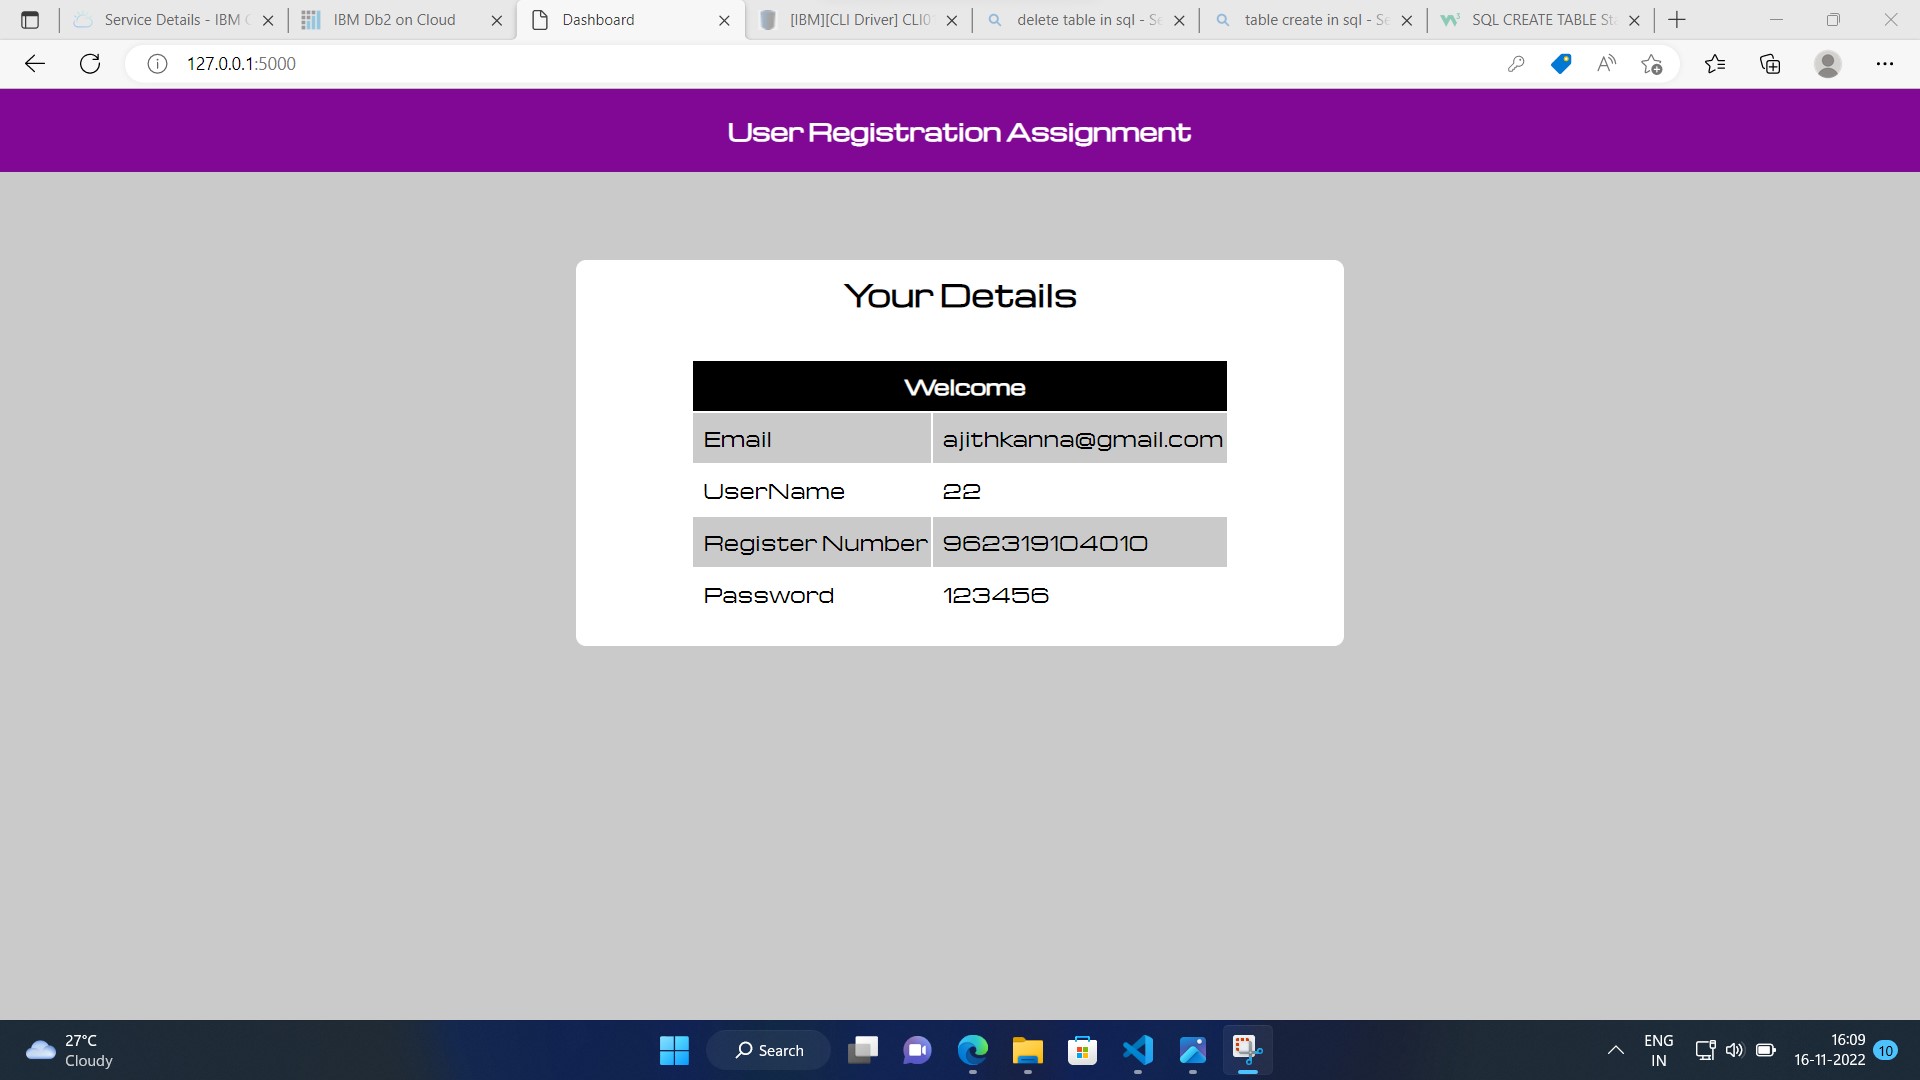 Service Details - IBM C
IBM Db2 on Cloud
Dashboard
[IBM][CLI Driver] CLI0
delete table in sql - Se
table create in sql - Se
SQL CREATE TABLE Sta
127.0.0.1:5000
User Registration Assignment
Your Details
Welcome
Email ajithkanna@gmail.com
UserName 22
Register Number 962319104010
Password 123456
27°C
Cloudy
Search
ENG
IN
16:09
16-11-2022
10